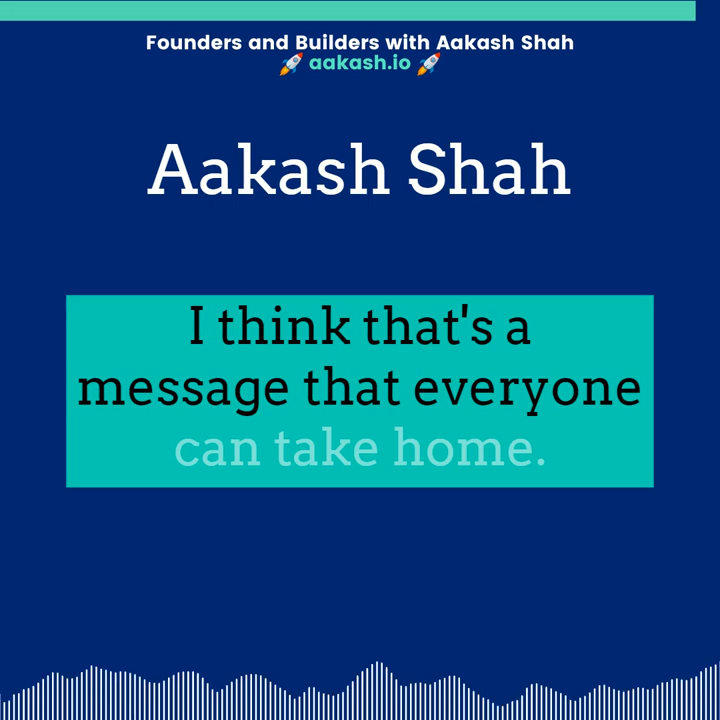 Founders and Builders with Aakash Shah
🚀 aakash.io 🚀
Aakash Shah
I think that's a
message that everyone
can take home.